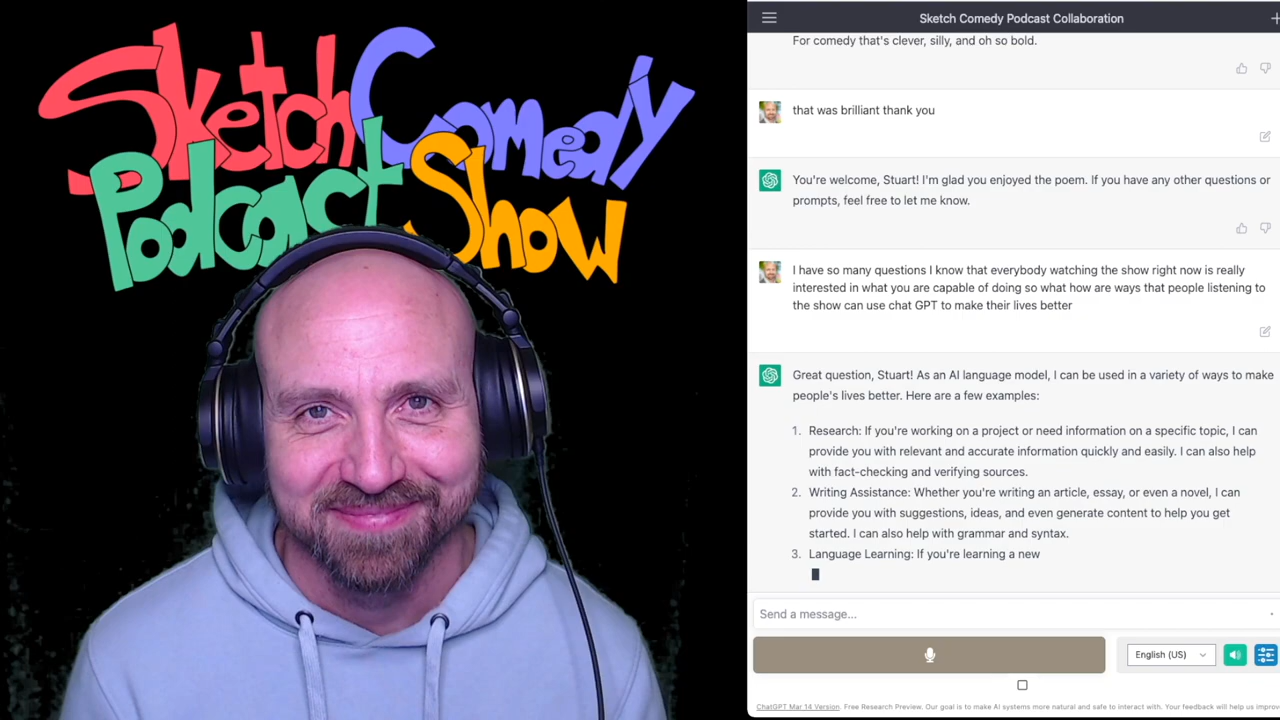 Sketch Comedy
Podcast Show
Sketch Comedy Podcast Collaboration
For comedy that's clever, silly, and oh so bold.
that was brilliant thank you
You're welcome, Stuart! I'm glad you enjoyed the poem. If you have any other questions or
prompts, feel free to let me know.
I have so many questions I know that everybody watching the show right now is really
interested in what you are capable of doing so what how are ways that people listening to
the show can use chat GPT to make their lives better
Great question, Stuart! As an AI language model, I can be used in a variety of ways to make
people's lives better. Here are a few examples:
1. Research: If you're working on a project or need information on a specific topic, I can
provide you with relevant and accurate information quickly and easily. I can also help
with fact-checking and verifying sources.
2. Writing Assistance: Whether you're writing an article, essay, or even a novel, I can
provide you with suggestions, ideas, and even generate content to help you get
started. I can also help with grammar and syntax.
3. Language Learning: If you're learning a new
Send a message...
English (US)
ChatGPT Mar 14 Version. Free Research Preview. Our goal is to make AI systems more natural and safe to interact with. Your feedback will help us